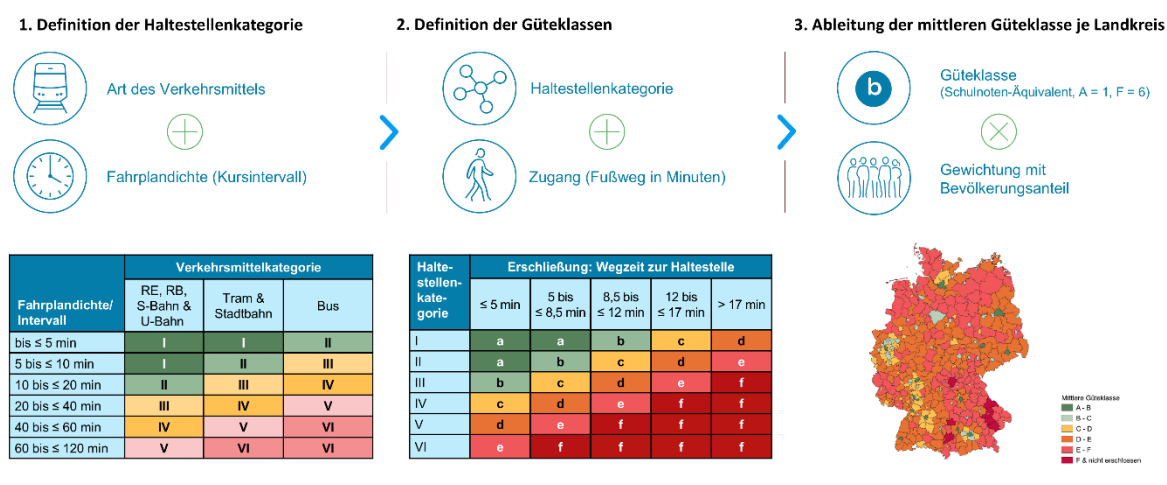 1. Definition der Haltestellenkategorie
Art des Verkehrsmittels
Fahrplandichte (Kursintervall)
2. Definition der Güteklassen
Haltestellenkategorie
Zugang (Fußweg in Minuten)
3. Ableitung der mittleren Güteklasse je Landkreis
b
Güteklasse
(Schulnoten-Äquivalent, A = 1, F = 6)
Gewichtung mit
Bevölkerungsanteil
Fahrplandichte/
Intervall
Verkehrsmittelkategorie
RE, RB,
S-Bahn &
U-Bahn
Tram &
Stadtbahn
Bus
bis ≤ 5 min I I II
5 bis ≤ 10 min I II III
10 bis ≤ 20 min II III IV
20 bis ≤ 40 min III IV V
40 bis ≤ 60 min IV V VI
60 bis ≤ 120 min V VI VI
Halte-
stellen-
kate-
gorie
Erschließung: Wegzeit zur Haltestelle
≤ 5 min
5 bis
≤ 8,5 min
8,5 bis
≤ 12 min
12 bis
≤ 17 min
> 17 min
I a a b c d
II a b c d e
III b c d e f
IV c d e f f
V d e f f f
VI e f f f f
Mittlere Güteklasse
A - B
B - C
C - D
D - E
E - F
F & nicht erschlossen